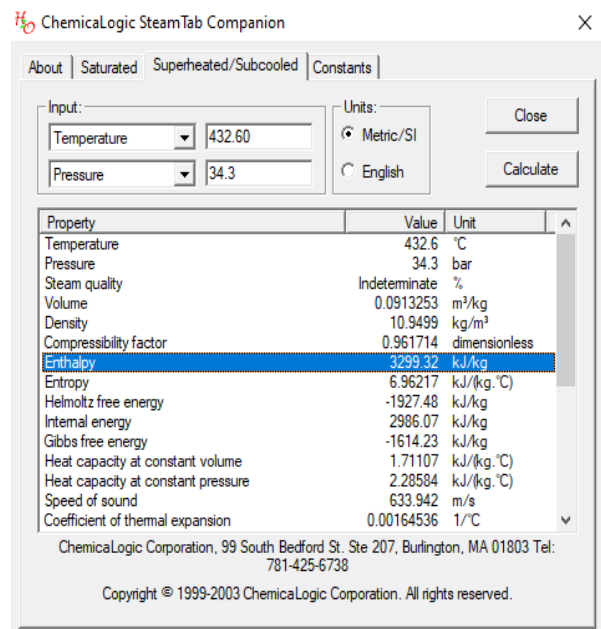 ChemicaLogic SteamTab Companion
About Saturated Superheated/Subcooled Constants
Input: Units:
Temperature 432.60 Metric/SI Close
Pressure 34.3 English Calculate
Property Value Unit
Temperature 432.6 °C
Pressure 34.3 bar
Steam quality Indeterminate %
Volume 0.0913253 m³/kg
Density 10.9499 kg/m³
Compressibility factor 0.961714 dimensionless
Enthalpy 3299.32 kJ/kg
Entropy 6.96217 kJ/(kg.°C)
Helmoltz free energy -1927.48 kJ/kg
Internal energy 2986.07 kJ/kg
Gibbs free energy -1614.23 kJ/kg
Heat capacity at constant volume 1.71107 kJ/(kg.°C)
Heat capacity at constant pressure 2.28584 kJ/(kg.°C)
Speed of sound 633.942 m/s
Coefficient of thermal expansion 0.00164536 1/°C
ChemicaLogic Corporation, 99 South Bedford St. Ste 207, Burlington, MA 01803 Tel:
781-425-6738
Copyright © 1999-2003 ChemicaLogic Corporation. All rights reserved.